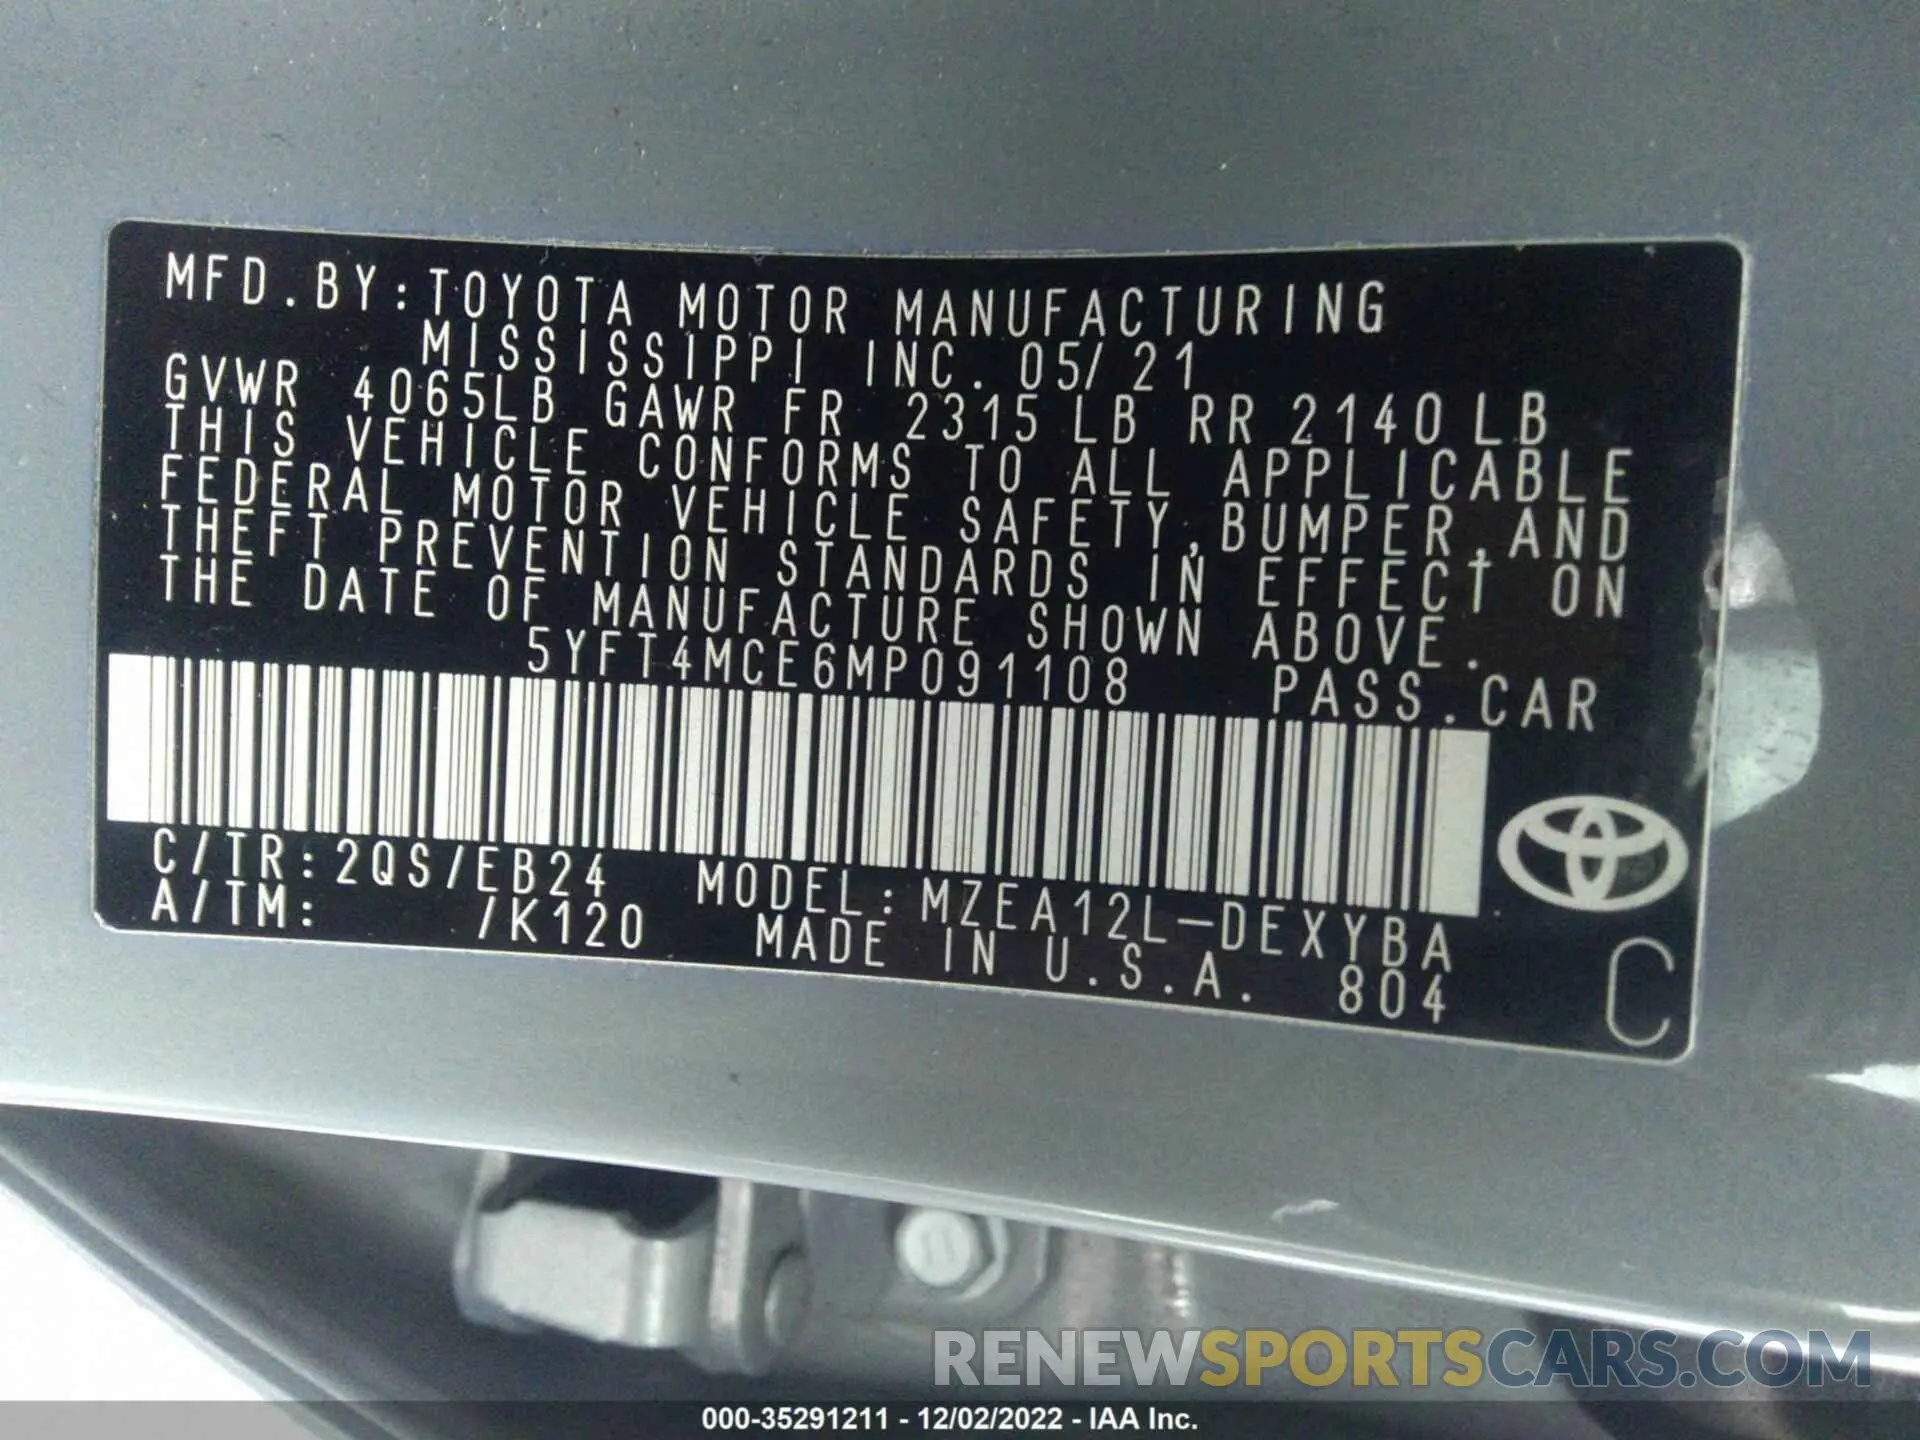 MFD.BY:TOYOTA MOTOR MANUFACTURING
MISSISSIPPI INC. 05/21
GVWR 4065LB GAWR FR 2315LB RR 2140LB
THIS VEHICLE CONFORMS TO ALL APPLICABLE
FEDERAL MOTOR VEHICLE SAFETY,BUMPER,AND
THEFT PREVENTION STANDARDS IN EFFECT ON
THE DATE OF MANUFACTURE SHOWN ABOVE.
5YFT4MCE6MP091108 PASS.CAR
C/TR:2QS/EB24 MODEL:MZEA12L-DEXYBA
A/TM: /K120 MADE IN U.S.A. 804
C
RENEWSPORTSCARS.COM
000-35291211 - 12/02/2022 - IAA Inc.